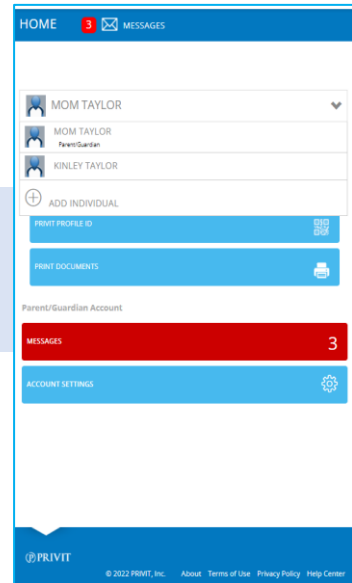 HOME 3 MESSAGES
MOM TAYLOR
MOM TAYLOR
Parent/Guardian
KINLEY TAYLOR
ADD INDIVIDUAL
PRIVIT PROFILE ID
PRINT DOCUMENTS
Parent/Guardian Account
MESSAGES 3
ACCOUNT SETTINGS
PRIVIT
© 2022 PRIVIT, Inc. About Terms of Use Privacy Policy Help Center